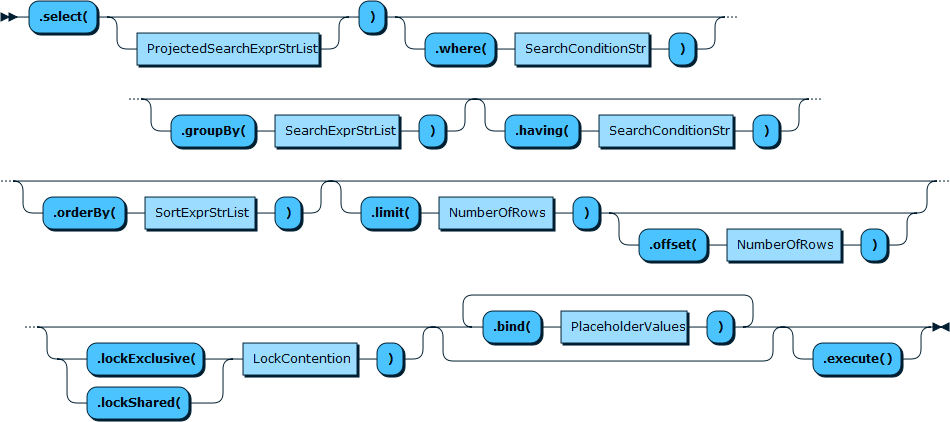 .select( ProjectedSearchExprStrList ) .where( SearchConditionStr )
.groupBy( SearchExprStrList ) .having( SearchConditionStr )
.orderBy( SortExprStrList ) .limit( NumberOfRows ) .offset( NumberOfRows )
.lockExclusive( LockContention ) .bind( PlaceholderValues ) .execute()
.lockShared(